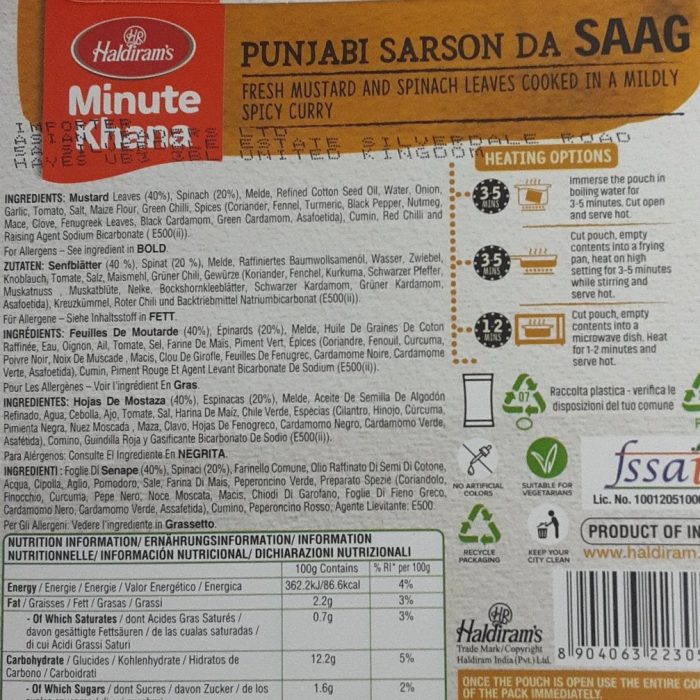 HR
Haldiram's
Minute
Khana
PUNJABI SARSON DA SAAG
FRESH MUSTARD AND SPINACH LEAVES COOKED IN A MILDLY
SPICY CURRY
LTD
SILVERDALE ROAD
UNITED KINGDOM
INGREDIENTS: Mustard Leaves (40%), Spinach (20%), Melde, Refined Cotton Seed Oil, Water, Onion,
Garlic, Tomato, Salt, Maize Flour, Green Chilli, Spices (Coriander, Fennel, Turmeric, Black Pepper, Nutmeg,
Mace, Clove, Fenugreek Leaves, Black Cardamom, Green Cardamom, Asafoetida), Cumin, Red Chilli and
Raising Agent Sodium Bicarbonate ( E500(ii)).
For Allergens – See ingredient in BOLD.
ZUTATEN: Senfblätter (40 %), Spinat (20 %), Melde, Raffiniertes Baumwollsamenöl, Wasser, Zwiebel,
Knoblauch, Tomate, Salz, Maismehl, Grüner Chili, Gewürze (Koriander, Fenchel, Kurkuma, Schwarzer Pfeffer,
Muskatnuss , Muskatblüte, Nelke, Bockshornkleeblätter, Schwarzer Kardamom, Grüner Kardamom,
Asafoetida), Kreuzkümmel, Roter Chili und Backtriebmittel Natriumbicarbonat (E500(ii)).
Für Allergene – Siehe Inhaltsstoff in FETT.
INGRÉDIENTS: Feuilles De Moutarde (40%), Épinards (20%), Melde, Huile De Graines De Coton
Raffinée, Eau, Oignon, Ail, Tomate, Sel, Farine De Maïs, Piment Vert, Épices (Coriandre, Fenouil, Curcuma,
Poivre Noir, Noix De Muscade , Macis, Clou De Girofle, Feuilles De Fenugrec, Cardamome Noire, Cardamome
Verte, Asafoetida), Cumin, Piment Rouge Et Agent Levant Bicarbonate De Sodium (E500(ii)).
Pour Les Allergènes – Voir l'ingrédient En Gras.
INGREDIENTES: Hojas De Mostaza (40%), Espinacas (20%), Melde, Aceite De Semilla De Algodón
Refinado, Agua, Cebolla, Ajo, Tomate, Sal, Harina De Maíz, Chile Verde, Especias (Cilantro, Hinojo, Cúrcuma,
Pimienta Negra, Nuez Moscada , Maza, Clavo, Hojas De Fenogreco, Cardamomo Negro, Cardamomo Verde,
Asafétida), Comino, Guindilla Roja y Gasificante Bicarbonato De Sodio (E500(ii)).
Para Alérgenos: Consulte El Ingrediente En NEGRITA.
INGREDIENTI : Foglie Di Senape (40%), Spinaci (20%), Farinello Comune, Olio Raffinato Di Semi Di Cotone,
Acqua, Cipolla, Aglio, Pomodoro, Sale, Farina Di Mais, Peperoncino Verde, Preparato Spezie (Coriandolo,
Finocchio, Curcuma, Pepe Nero, Noce Moscata, Macis, Chiodi Di Garofano, Foglie Di Fieno Greco,
Cardamomo Nero, Cardamomo Verde, Assafetida), Cumino, Peperoncino Rosso, Agente Lievitante: E500.
Per Gli Allergeni: Vedere l'ingrediente in Grassetto.
NUTRITION INFORMATION/ ERNÄHRUNGSINFORMATION/ INFORMATION
NUTRITIONNELLE/ INFORMACIÓN NUTRICIONAL/ DICHIARAZIONI NUTRIZIONALI
100g Contains % RI* per 100g
Energy / Energie / Energie / Valor Energético / Energica 362.2kJ/86.6kcal 4%
Fat / Graisses / Fett / Grasas / Grassi 2.2g 3%
- Of Which Saturates / dont Acides Gras Saturés / 0.7g 3%
davon gesättigte Fettsäuren / de las cualas saturadas /
di cui Acidi Grassi Saturi
Carbohydrate / Glucides / Kohlenhydrate / Hidratos de 12.2g 5%
Carbono / Carboidrati
- Of Which Sugars / dont Sucres / davon Zucker / de los 1.6g 2%
HEATING OPTIONS
3-5
MINS
Immerse the pouch in
boiling water for
3-5 minutes. Cut open
and serve hot.
3-5
MINS
Cut pouch, empty
contents into a frying
pan, heat on high
setting for 3-5 minutes
while stirring and
serve hot.
1-2
MINS
Cut pouch, empty
contents into a
microwave dish. Heat
for 1-2 minutes and
serve hot.
07
Raccolta plastica - verifica le
disposizioni del tuo comune
NO ARTIFICIAL
COLORS
SUITABLE FOR
VEGETARIANS
fssai
Lic. No. 1001205100
RECYCLE
PACKAGING
KEEP YOUR
CITY CLEAN
PRODUCT OF IN
www.haldiram.
HR
Haldiram's
Trade Mark/Copyright
Haldiram India (Pvt.) Ltd.
8 904063 22305
ONCE THE POUCH IS OPEN USE THE ENTIRE CO
OF THE PACK IMMEDIATELY